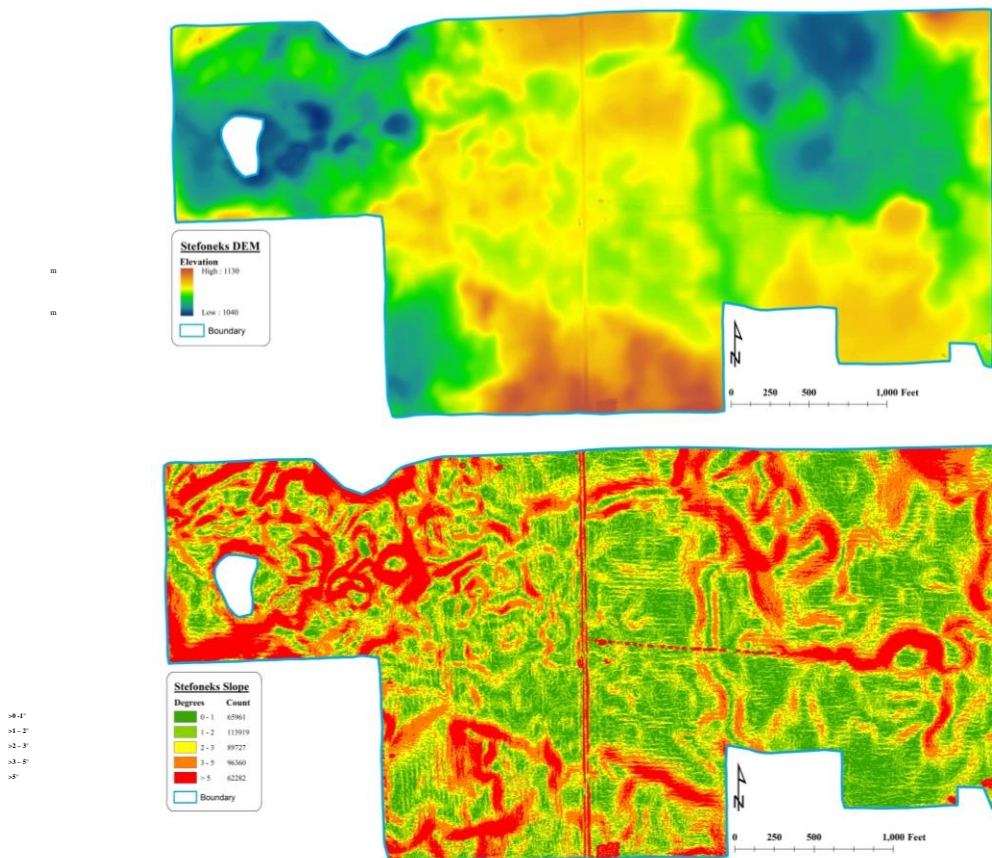 Stefoneks DEM
Elevation
High : 1130
m
Low : 1040
m
Boundary
N
0 250 500 1,000 Feet
Stefoneks Slope
Degrees Count
0 - 1 65961
>0 -1°
1 - 2 113919
>1 – 2°
2 - 3 89727
>2 – 3°
3 - 5 96360
>3 – 5°
> 5 62282
>5°
Boundary
N
0 250 500 1,000 Feet